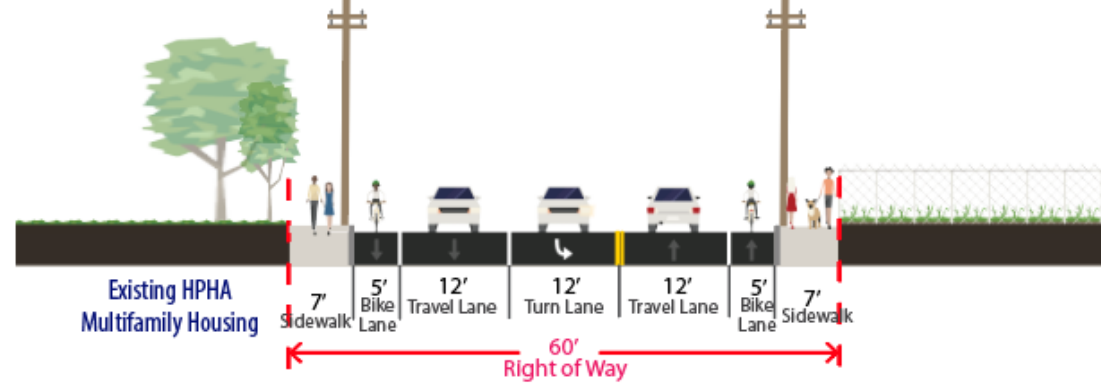 Existing HPHA
Multifamily Housing
7’
Sidewalk
5’
Bike
Lane
12’
Travel Lane
12’
Turn Lane
12’
Travel Lane
5’
Bike
Lane
7’
Sidewalk
60’
Right of Way